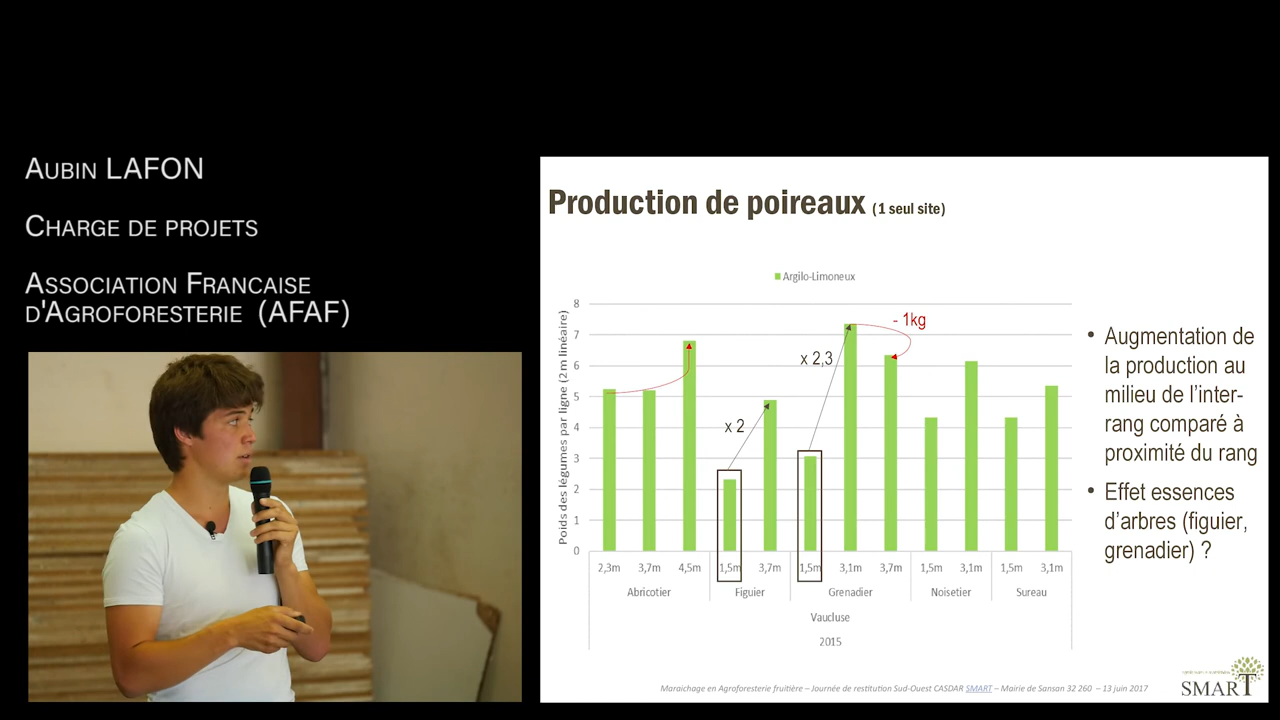 AUBIN LAFON
CHARGE DE PROJETS
ASSOCIATION FRANCAISE
D'AGROFORESTERIE (AFAF)
Production de poireaux (1 seul site)
Argilo-Limoneux
Poids des légumes par ligne (2 m linéaire)
8
7
6
5
4
3
2
1
0
- 1kg
x 2,3
x 2
2,3m 3,7m 4,5m 1,5m 3,7m 1,5m 3,1m 3,7m 1,5m 3,1m 1,5m 3,1m
Abricotier Figuier Grenadier Noisetier Sureau
Vaucluse
2015
• Augmentation de
la production au
milieu de l'inter-
rang comparé à
proximité du rang
• Effet essences
d'arbres (figuier,
grenadier) ?
Maraichage en Agroforesterie fruitière – Journée de restitution Sud-Ouest CASDAR SMART – Mairie de Sansan 32 260 – 13 juin 2017
SMART